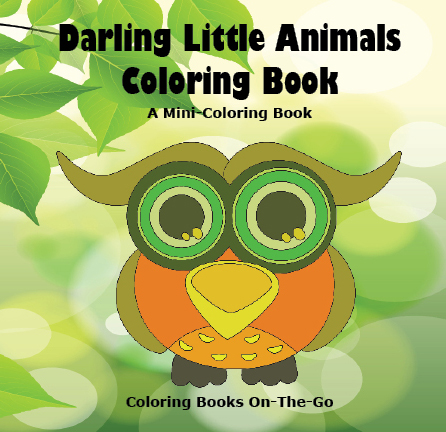 Darling Little Animals
Coloring Book
A Mini-Coloring Book
Coloring Books On-The-Go